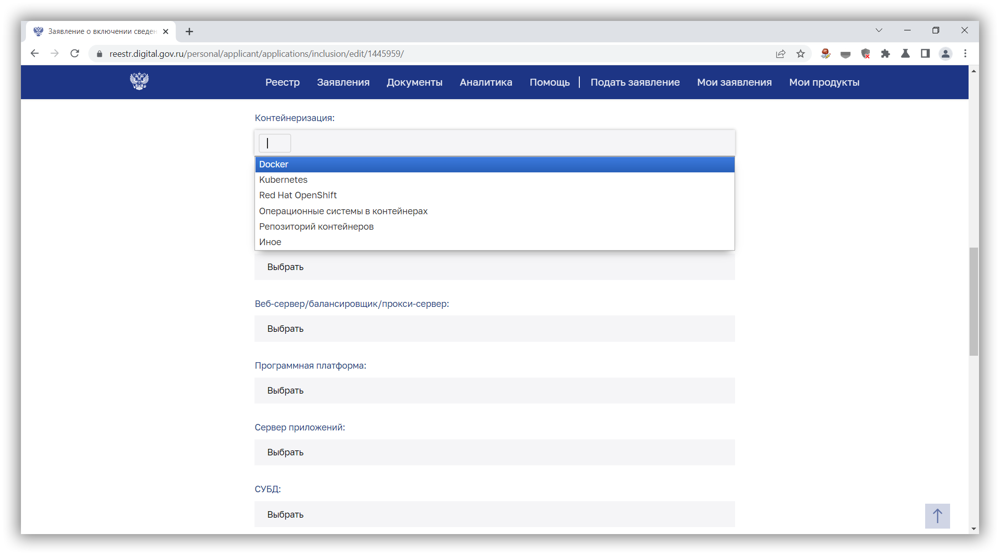 Заявление о включении сведен
reestr.digital.gov.ru/personal/applicant/applications/inclusion/edit/1445959/
Реестр Заявления Документы Аналитика Помощь Подать заявление Мои заявления Мои продукты
Контейнеризация:
Docker
Kubernetes
Red Hat OpenShift
Операционные системы в контейнерах
Репозиторий контейнеров
Иное
Выбрать
Веб-сервер/балансировщик/прокси-сервер:
Выбрать
Программная платформа:
Выбрать
Сервер приложений:
Выбрать
СУБД:
Выбрать